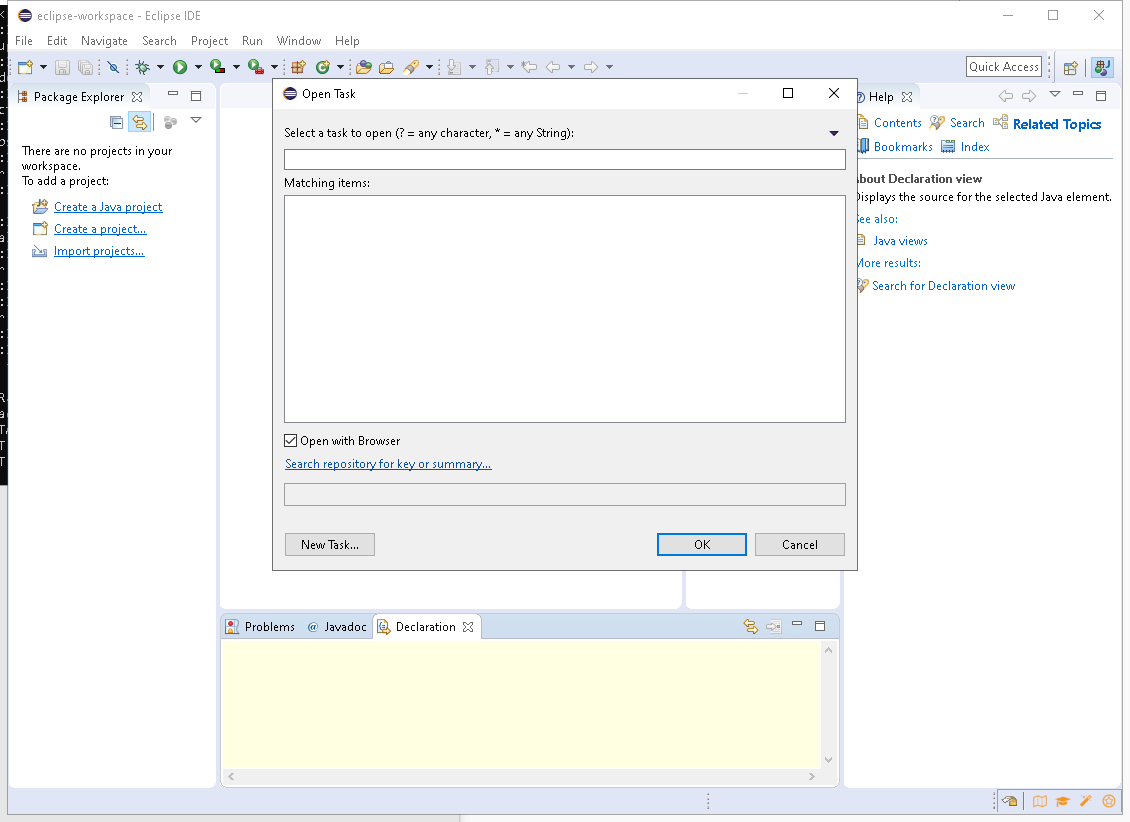 eclipse-workspace - Eclipse IDE
File Edit Navigate Search Project Run Window Help
Quick Access
Package Explorer
There are no projects in your
workspace.
To add a project:
Create a Java project
Create a project...
Import projects...
Open Task
Select a task to open (? = any character, * = any String):
Matching items:
Open with Browser
Search repository for key or summary...
New Task...
OK
Cancel
Help
Contents Search Related Topics
Bookmarks Index
bout Declaration view
isplays the source for the selected Java element.
ee also:
Java views
More results:
Search for Declaration view
Problems @ Javadoc Declaration